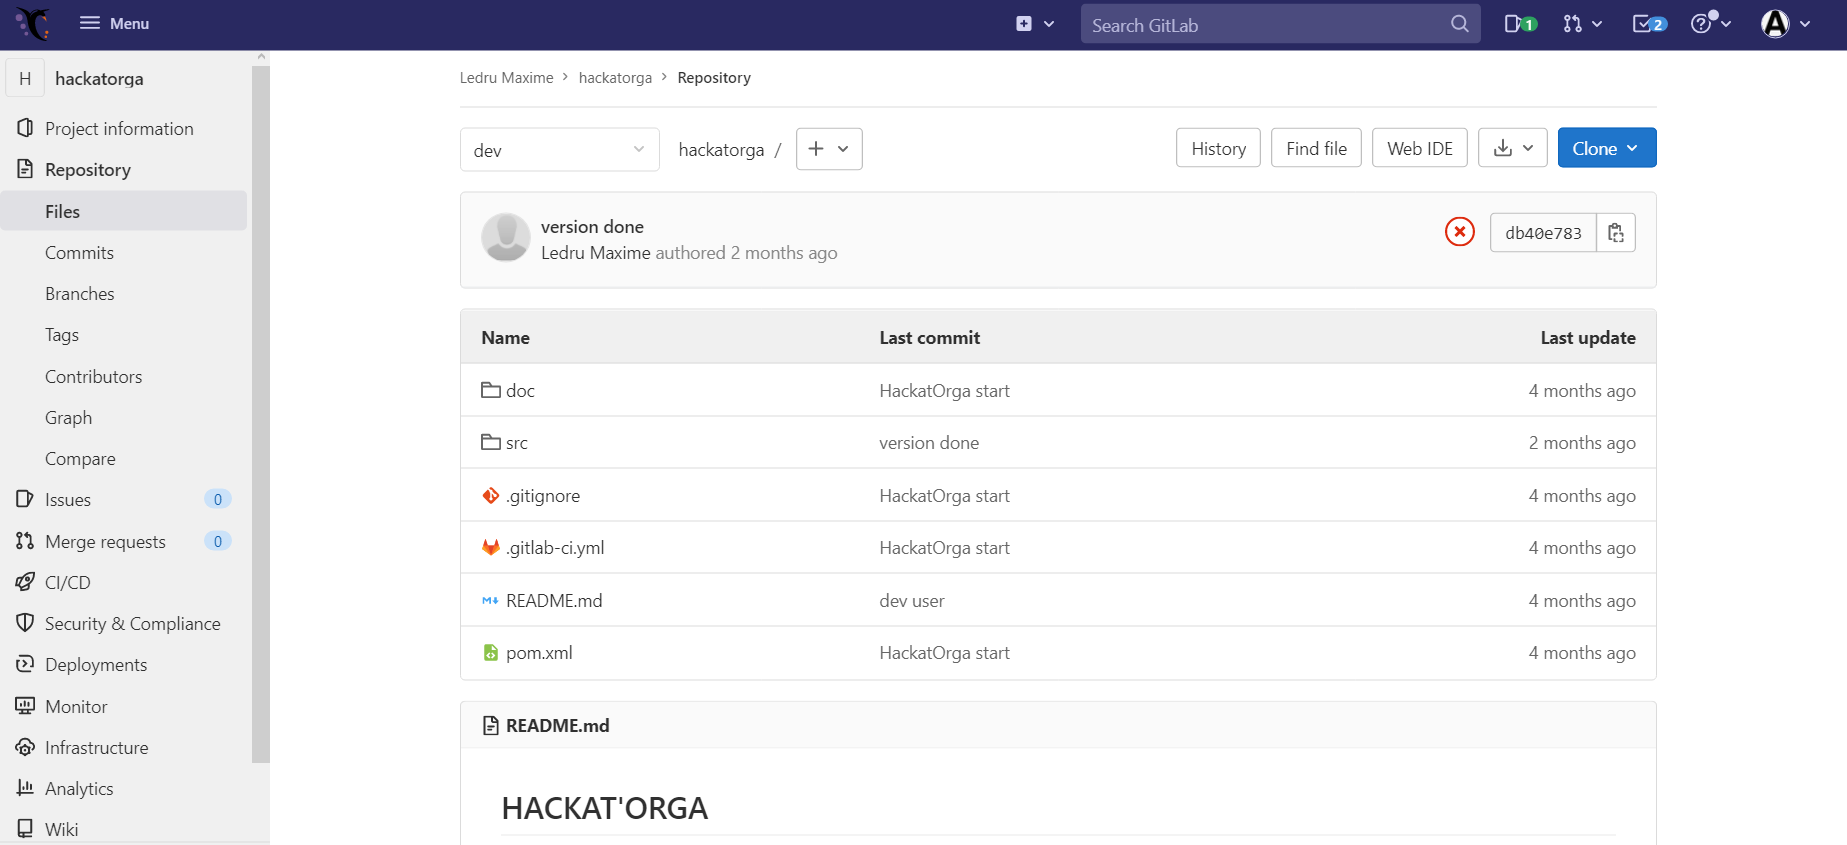 Menu
Search GitLab
1
2
A
H
hackatorga
Project information
Repository
Files
Commits
Branches
Tags
Contributors
Graph
Compare
Issues 0
Merge requests 0
CI/CD
Security & Compliance
Deployments
Monitor
Infrastructure
Analytics
Wiki
Ledru Maxime > hackatorga > Repository
dev
hackatorga /
History
Find file
Web IDE
Clone
version done
Ledru Maxime authored 2 months ago
db40e783
Name Last commit Last update
doc HackatOrga start 4 months ago
src version done 2 months ago
.gitignore HackatOrga start 4 months ago
.gitlab-ci.yml HackatOrga start 4 months ago
README.md dev user 4 months ago
pom.xml HackatOrga start 4 months ago
README.md
HACKAT'ORGA